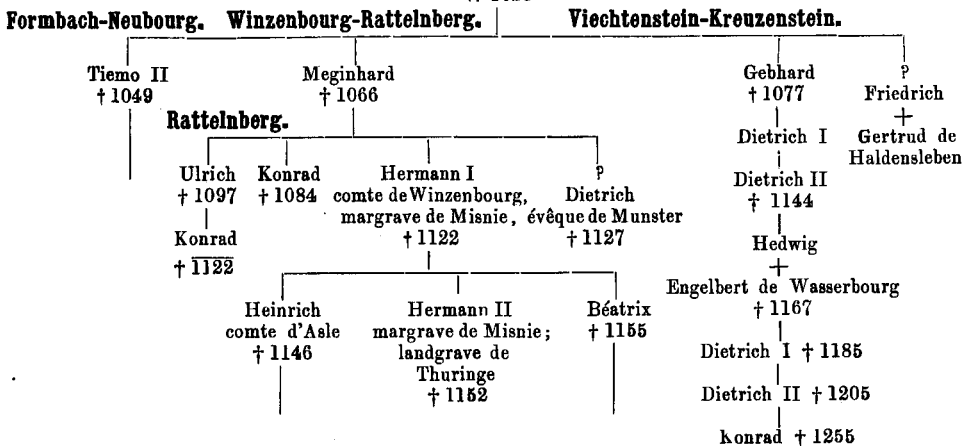 Formbach-Neubourg. Winzenbourg-Rattelnberg. Viechtenstein-Kreuzenstein.
Tiemo II Meginhard Gebhard ?
† 1049 † 1066 † 1077 Friedrich
+
Rattelnberg. Dietrich I Gertrud de
Haldensleben
Ulrich Konrad Hermann I ? Dietrich II
† 1097 † 1084 comte de Winzenbourg, Dietrich † 1144
margrave de Misnie, évêque de Munster
Konrad † 1122 † 1127 Hedwig
† 1122 +
Engelbert de Wasserbourg
Heinrich Hermann II Béatrix † 1167
comte d'Asle margrave de Misnie; † 1155
† 1146 landgrave de Dietrich I † 1185
Thuringe
† 1152 Dietrich II † 1205
Konrad † 1255